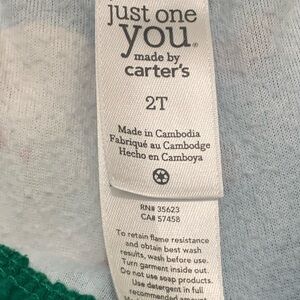 just one
you®
made by
carter's
2T
Made in Cambodia
Fabriqué au Cambodge
Hecho en Camboya
RN# 35623
CA# 57458
To retain flame resistance
and obtain best wash
results, wash before use.
Turn garment inside out.
Do not use soap products.
Use detergent in full
recommended amount